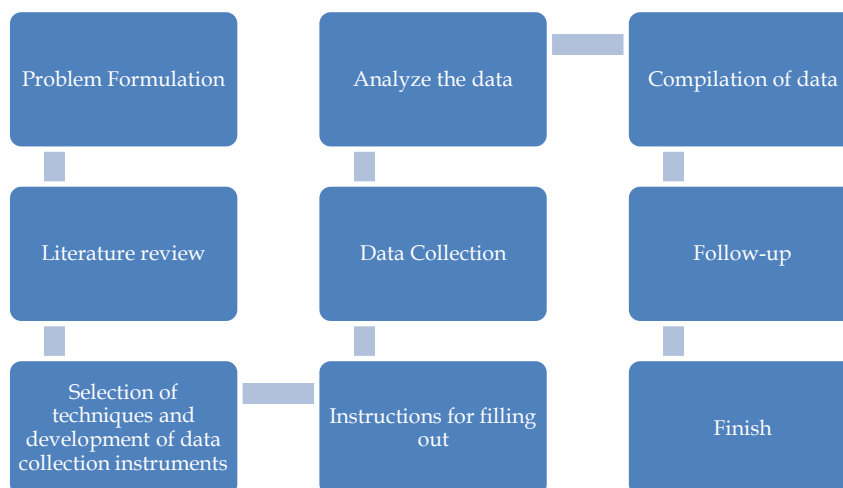 Problem Formulation
Literature review
Selection of
techniques and
development of data
collection instruments
Instructions for filling
out
Data Collection
Analyze the data
Compilation of data
Follow-up
Finish